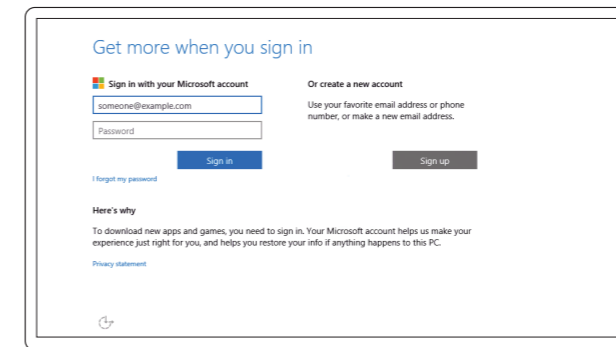 Get more when you sign in
Sign in with your Microsoft account
someone@example.com
Password
Sign in
I forgot my password
Or create a new account
Use your favorite email address or phone
number, or make a new email address.
Sign up
Here's why
To download new apps and games, you need to sign in. Your Microsoft account helps us make your
experience just right for you, and helps you restore your info if anything happens to this PC.
Privacy statement